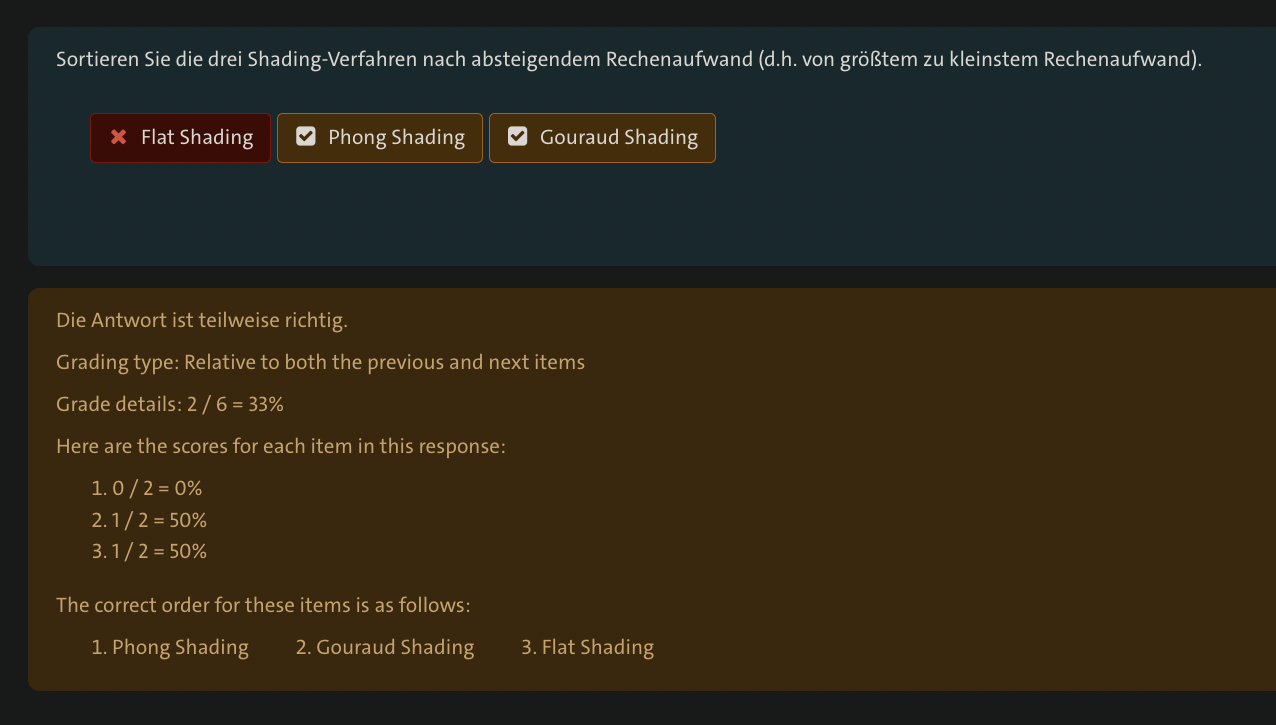 Sortieren Sie die drei Shading-Verfahren nach absteigendem Rechenaufwand (d.h. von größtem zu kleinstem Rechenaufwand).
Flat Shading Phong Shading Gouraud Shading
Die Antwort ist teilweise richtig.
Grading type: Relative to both the previous and next items
Grade details: 2 / 6 = 33%
Here are the scores for each item in this response:
1. 0 / 2 = 0%
2. 1 / 2 = 50%
3. 1 / 2 = 50%
The correct order for these items is as follows:
1. Phong Shading 2. Gouraud Shading 3. Flat Shading